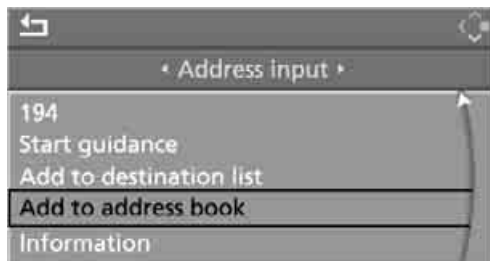 Address input
194
Start guidance
Add to destination list
Add to address book
Information